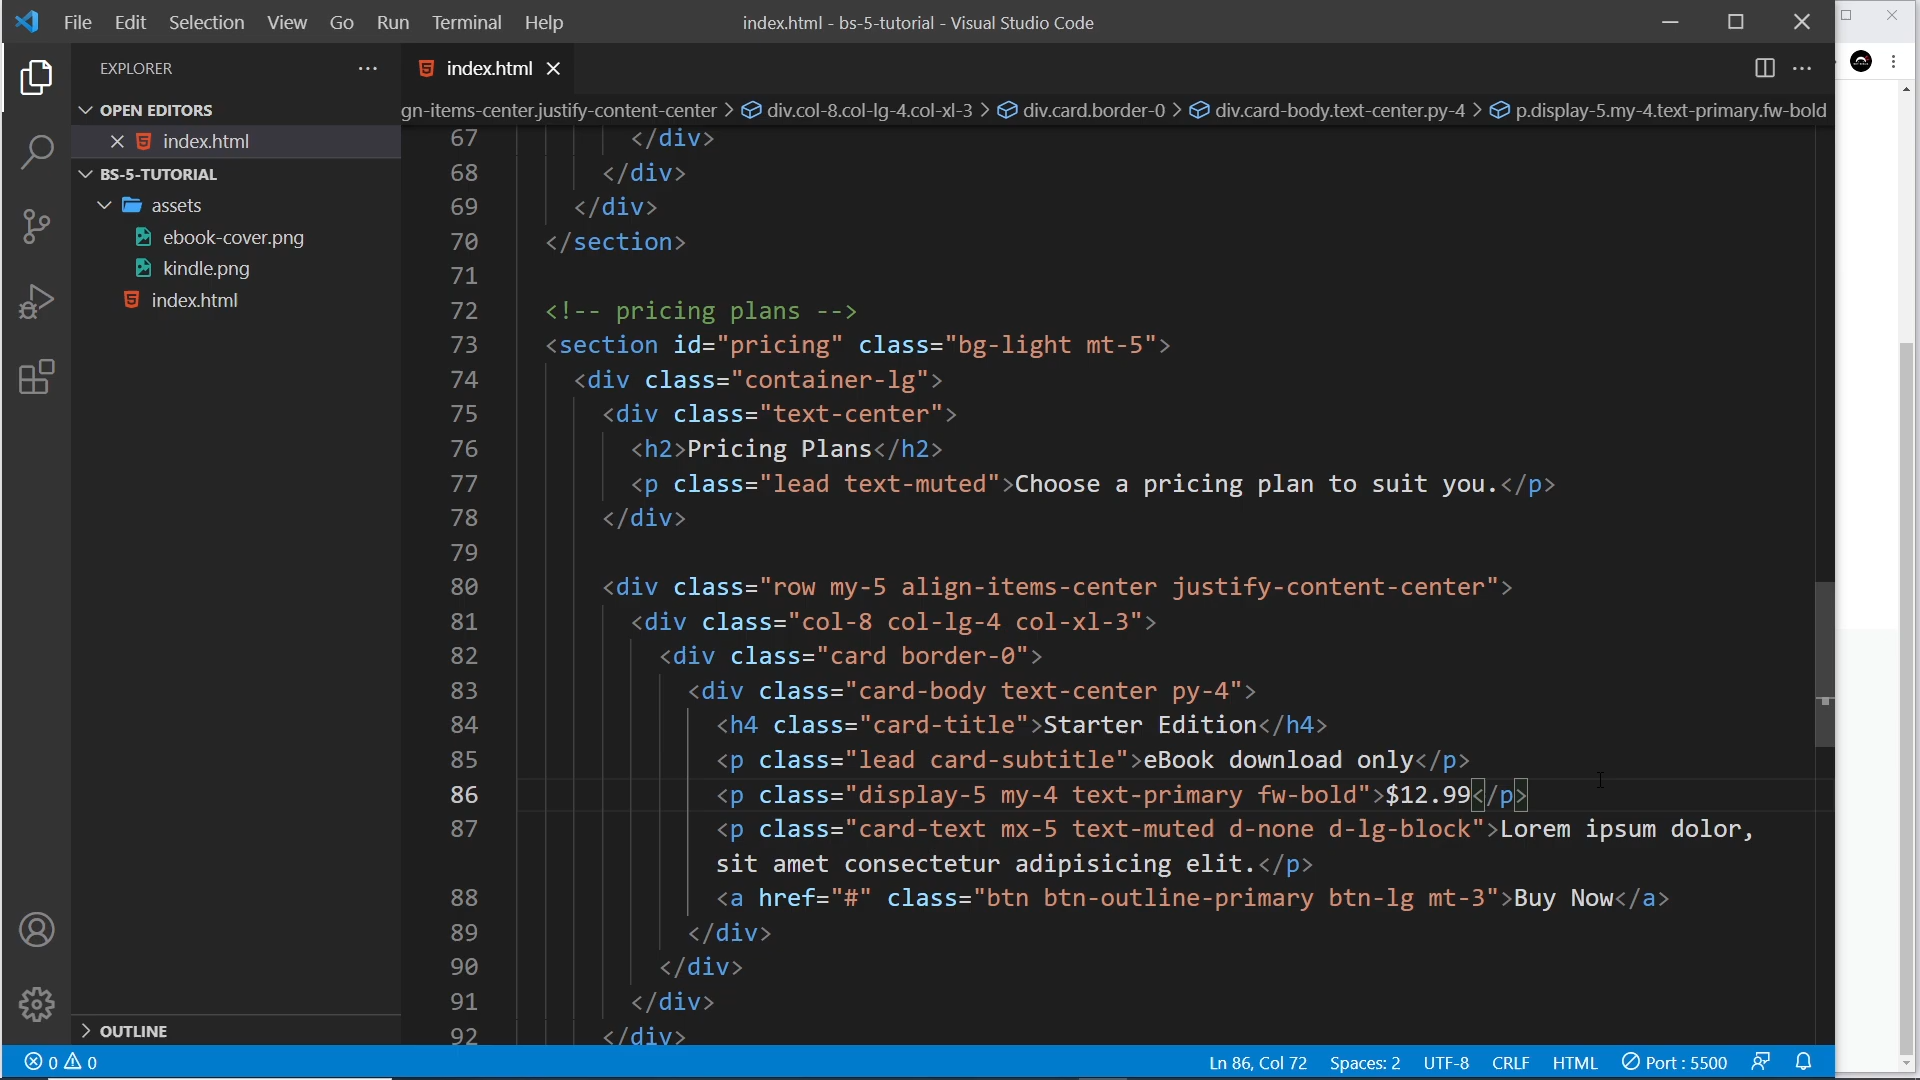 File Edit Selection View Go Run Terminal Help
index.html - bs-5-tutorial - Visual Studio Code
EXPLORER
OPEN EDITORS
index.html
BS-5-TUTORIAL
assets
ebook-cover.png
kindle.png
index.html
OUTLINE
index.html
gn-items-center.justify-content-center > div.col-8.col-lg-4.col-xl-3 > div.card.border-0 > div.card-body.text-center.py-4 > p.display-5.my-4.text-primary.fw-bold
67 </div>
68 </div>
69 </div>
70 </section>
71
72 <!-- pricing plans -->
73 <section id="pricing" class="bg-light mt-5">
74 <div class="container-lg">
75 <div class="text-center">
76 <h2>Pricing Plans</h2>
77 <p class="lead text-muted">Choose a pricing plan to suit you.</p>
78 </div>
79
80 <div class="row my-5 align-items-center justify-content-center">
81 <div class="col-8 col-lg-4 col-xl-3">
82 <div class="card border-0">
83 <div class="card-body text-center py-4">
84 <h4 class="card-title">Starter Edition</h4>
85 <p class="lead card-subtitle">eBook download only</p>
86 <p class="display-5 my-4 text-primary fw-bold">$12.99</p>
87 <p class="card-text mx-5 text-muted d-none d-lg-block">Lorem ipsum dolor,
sit amet consectetur adipisicing elit.</p>
88 <a href="#" class="btn btn-outline-primary btn-lg mt-3">Buy Now</a>
89 </div>
90 </div>
91 </div>
92 </div>
0 0 Ln 86, Col 72 Spaces: 2 UTF-8 CRLF HTML Port : 5500